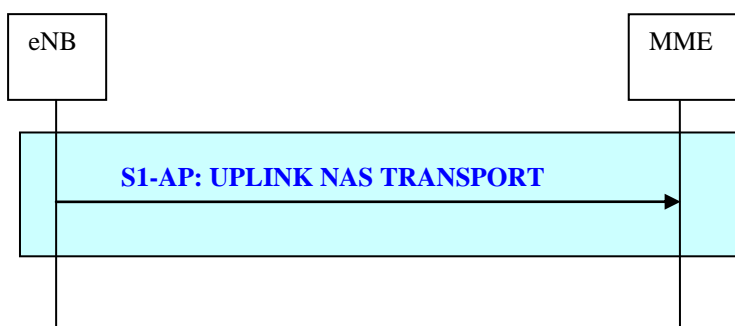 eNB
MME
S1-AP: UPLINK NAS TRANSPORT